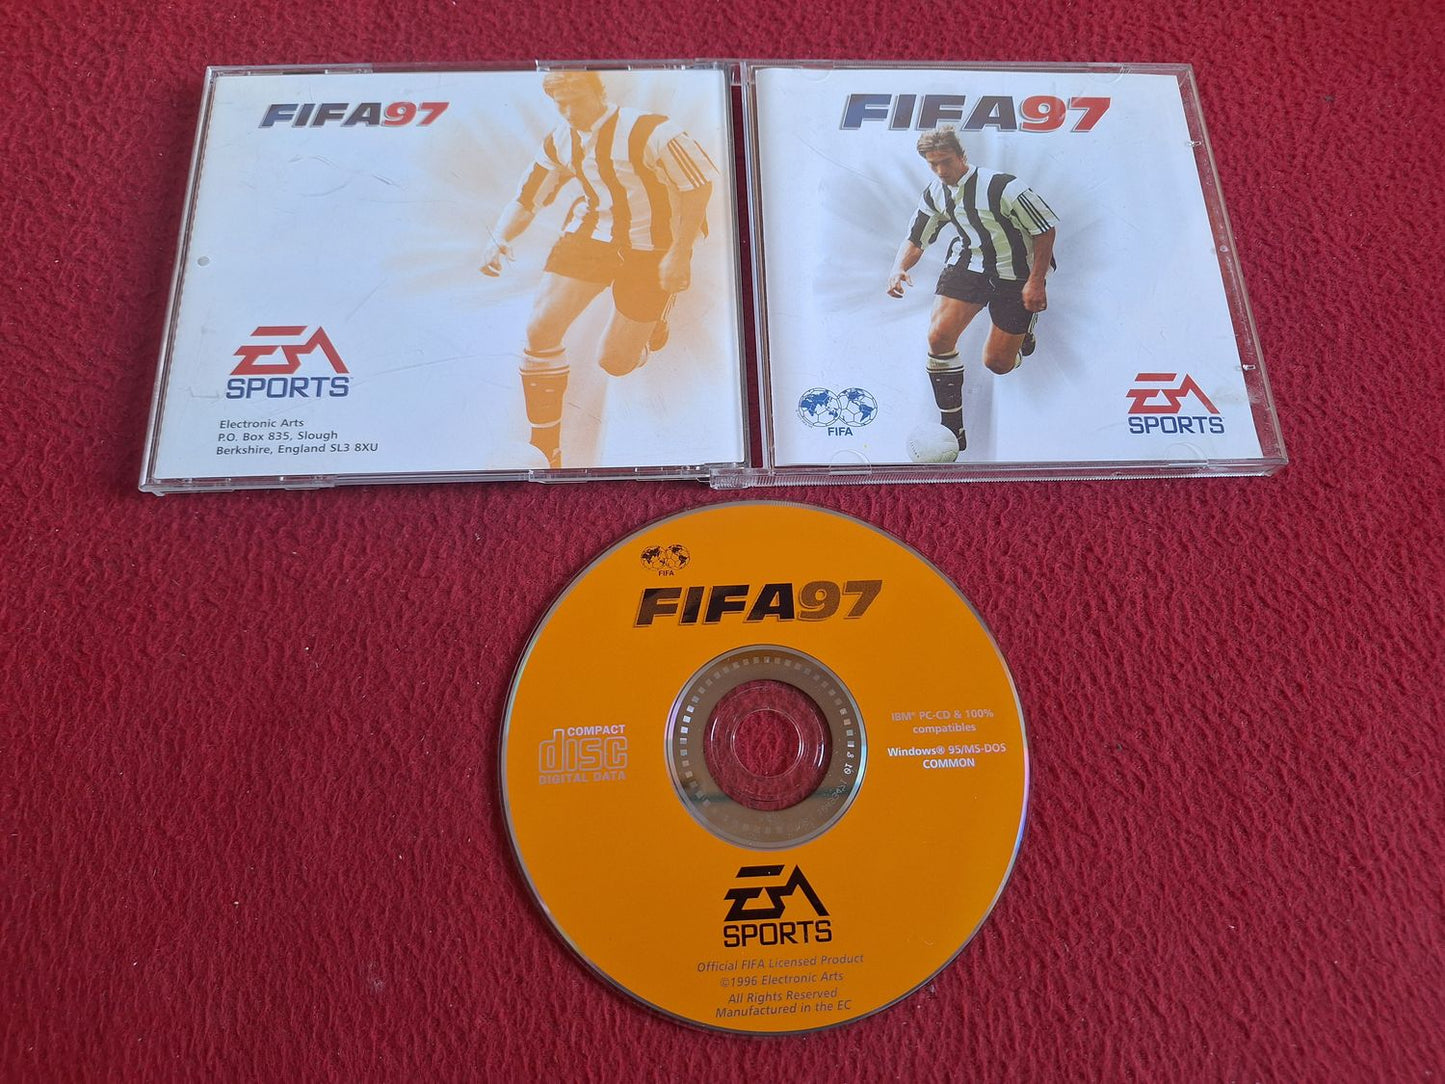 FIFA97
EA
SPORTS™
Electronic Arts
P.O. Box 835, Slough
Berkshire, England SL3 8XU
FIFA97
FIFA
EA
SPORTS
FIFA
FIFA97
COMPACT
disc
DIGITAL DATA
IBM® PC-CD & 100%
compatibles
Windows® 95/MS-DOS
COMMON
EA
SPORTS
Official FIFA Licensed Product
©1996 Electronic Arts
All Rights Reserved
Manufactured in the EC